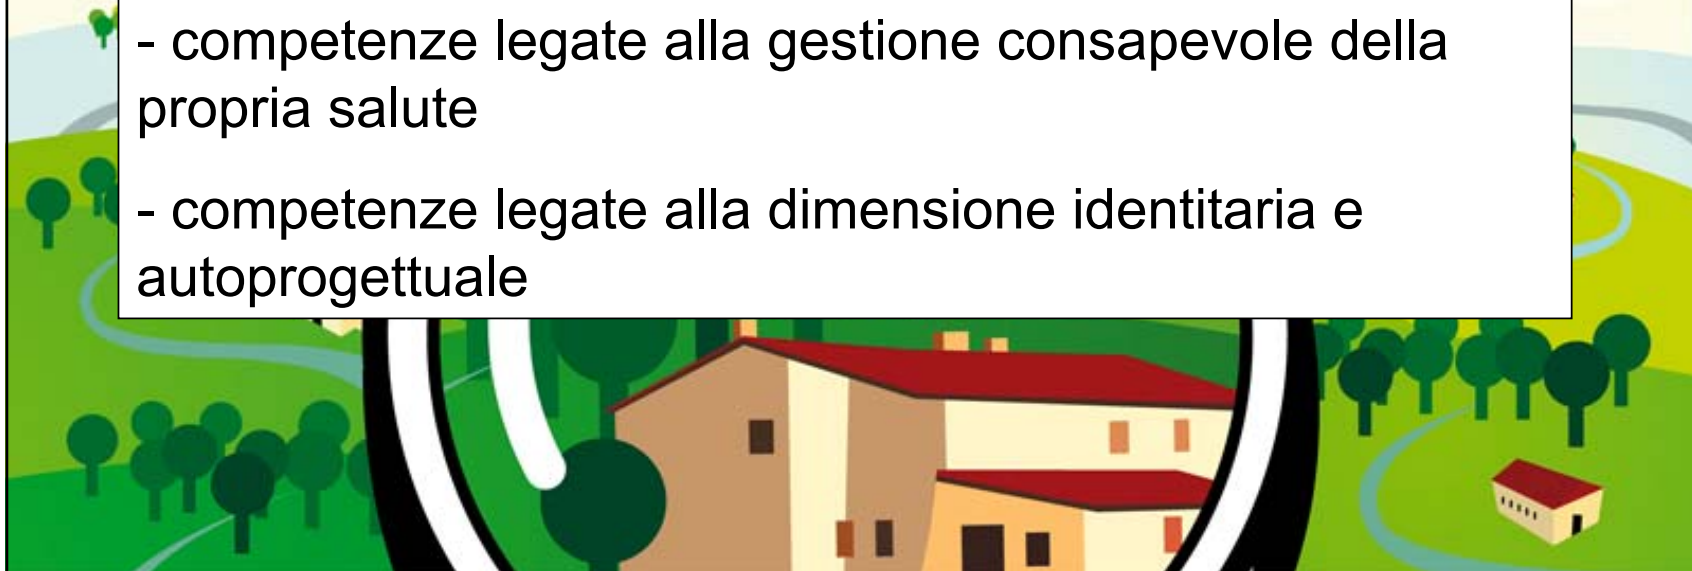 - competenze legate alla gestione consapevole della
propria salute
- competenze legate alla dimensione identitaria e
autoprogettuale